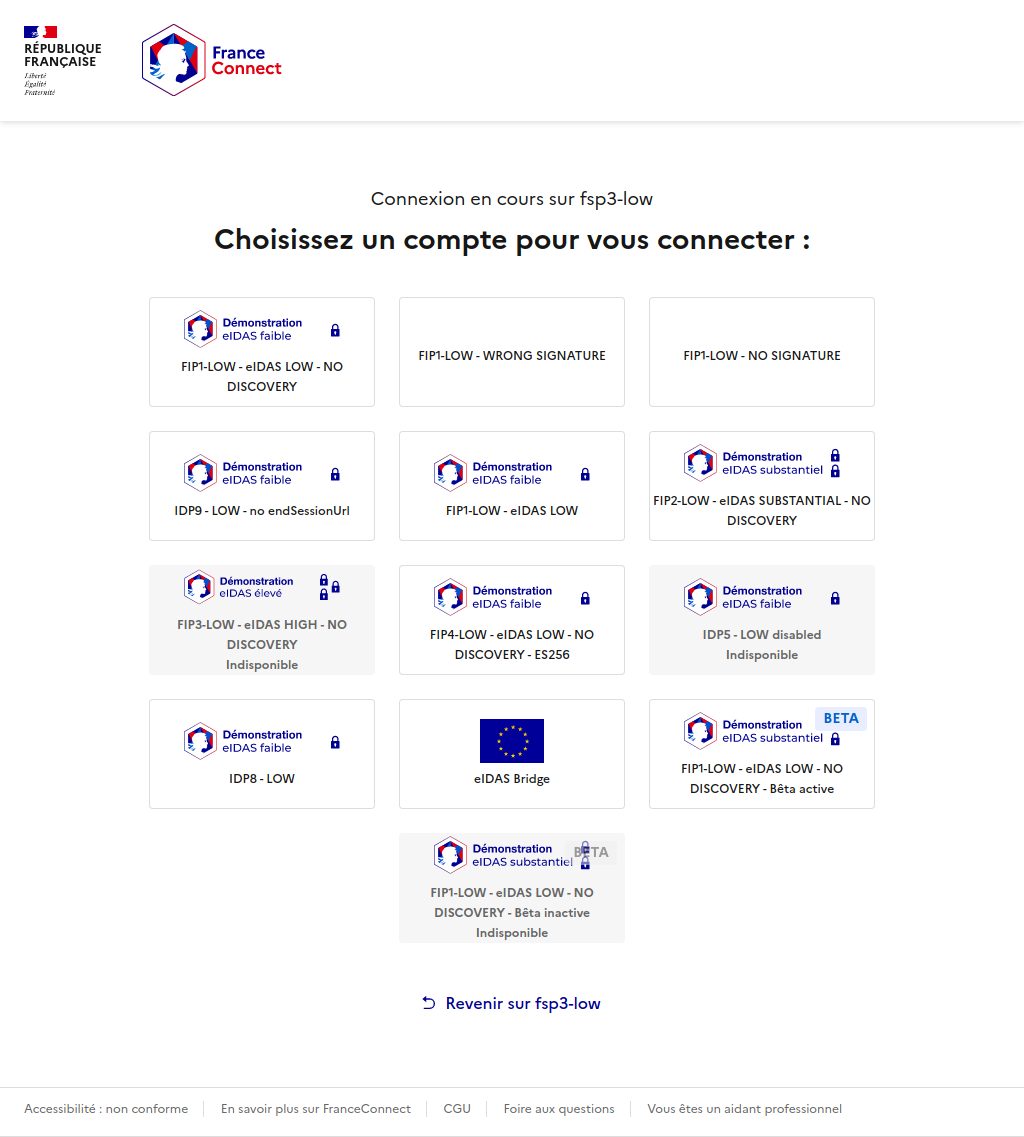 RÉPUBLIQUE
FRANÇAISE
Liberté
Égalité
Fraternité
France
Connect
Connexion en cours sur fsp3-low
Choisissez un compte pour vous connecter :
Démonstration
eIDAS faible
FIP1-LOW - eIDAS LOW - NO
DISCOVERY
FIP1-LOW - WRONG SIGNATURE
FIP1-LOW - NO SIGNATURE
Démonstration
eIDAS faible
IDP9 - LOW - no endSessionUrl
Démonstration
eIDAS faible
FIP1-LOW - eIDAS LOW
Démonstration
eIDAS substantiel
FIP2-LOW - eIDAS SUBSTANTIAL - NO
DISCOVERY
Démonstration
eIDAS élevé
FIP3-LOW - eIDAS HIGH - NO
DISCOVERY
Indisponible
Démonstration
eIDAS faible
FIP4-LOW - eIDAS LOW - NO
DISCOVERY - ES256
Démonstration
eIDAS faible
IDP5 - LOW disabled
Indisponible
Démonstration
eIDAS faible
IDP8 - LOW
eIDAS Bridge
BETA
Démonstration
eIDAS substantiel
FIP1-LOW - eIDAS LOW - NO
DISCOVERY - Bêta active
Démonstration
eIDAS substantiel
BETA
FIP1-LOW - eIDAS LOW - NO
DISCOVERY - Bêta inactive
Indisponible
Revenir sur fsp3-low
Accessibilité : non conforme
En savoir plus sur FranceConnect
CGU
Foire aux questions
Vous êtes un aidant professionnel